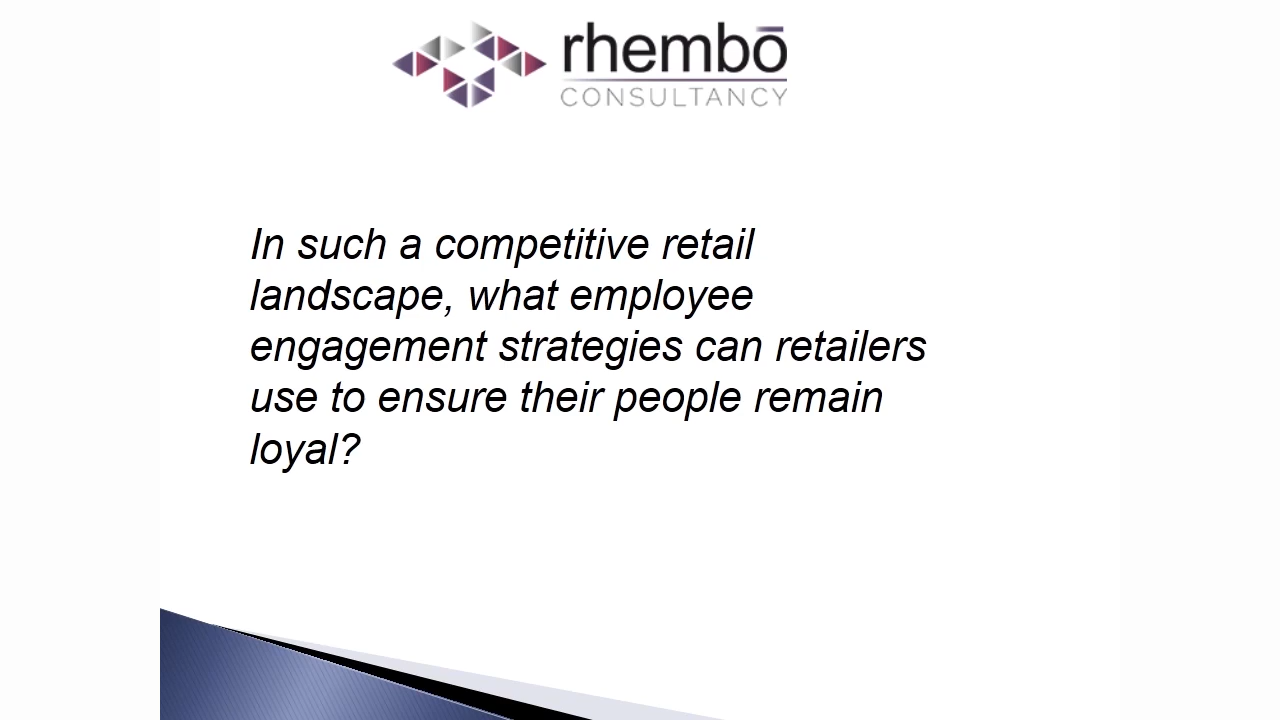 rhembō
CONSULTANCY
In such a competitive retail
landscape, what employee
engagement strategies can retailers
use to ensure their people remain
loyal?